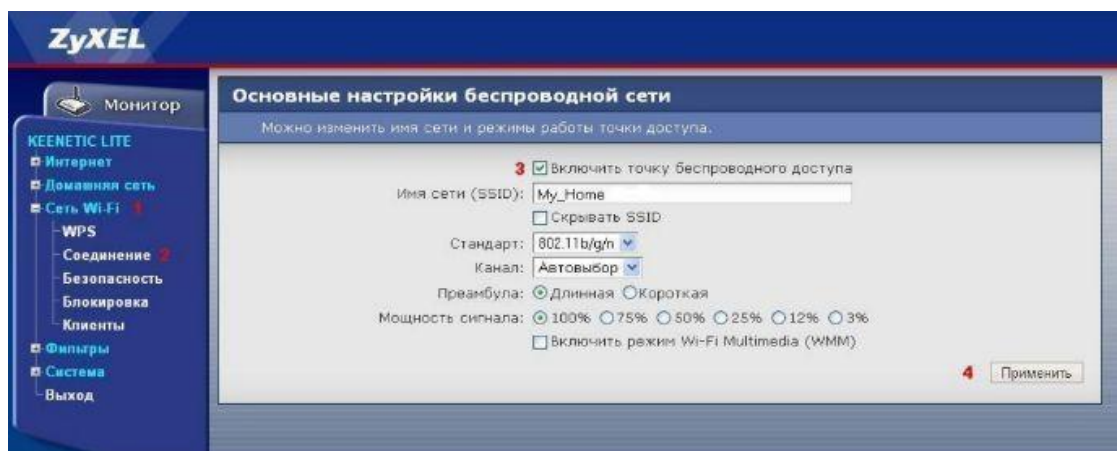 ZyXEL
Монитор
KEENETIC LITE
Интернет
Домашняя сеть
Сеть Wi-Fi 1
WPS
Соединение 2
Безопасность
Блокировка
Клиенты
Фильтры
Система
Выход
Основные настройки беспроводной сети
Можно изменить имя сети и режимы работы точки доступа.
3 Включить точку беспроводного доступа
Имя сети (SSID): My_Home
Скрывать SSID
Стандарт: 802.11b/g/n
Канал: Автовыбор
Преамбула: Длинная Короткая
Мощность сигнала: 100% 75% 50% 25% 12% 3%
Включить режим Wi-Fi Multimedia (WMM)
4 Применить